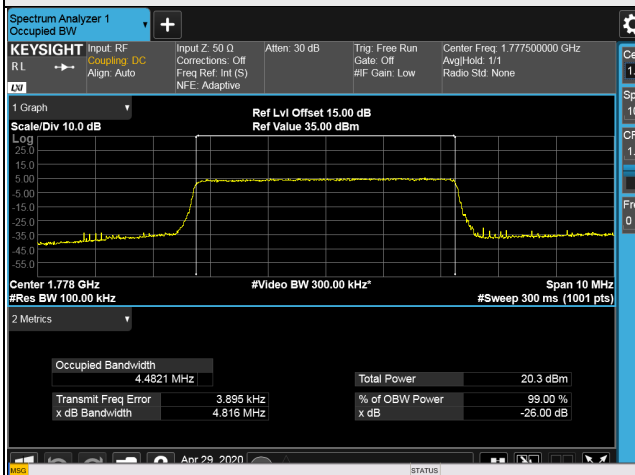 Spectrum Analyzer 1
Occupied BW
KEYSIGHT Input: RF Input Z: 50 Ω Atten: 30 dB Trig: Free Run Center Freq: 1.777500000 GHz
RL Coupling: DC Corrections: Off Gate: Off Avg|Hold: 1/1
Align: Auto Freq Ref: Int (S) #IF Gain: Low Radio Std: None
LXI NFE: Adaptive
1 Graph Ref Lvl Offset 15.00 dB
Scale/Div 10.0 dB Ref Value 35.00 dBm
Log
25.0
15.0
5.00
-5.00
-15.0
-25.0
-35.0
-45.0
-55.0
Center 1.778 GHz #Video BW 300.00 kHz* Span 10 MHz
#Res BW 100.00 kHz #Sweep 300 ms (1001 pts)
2 Metrics
Occupied Bandwidth
4.4821 MHz Total Power 20.3 dBm
Transmit Freq Error 3.895 kHz % of OBW Power 99.00 %
x dB Bandwidth 4.816 MHz x dB -26.00 dB
Apr 29, 2020
MSG STATUS